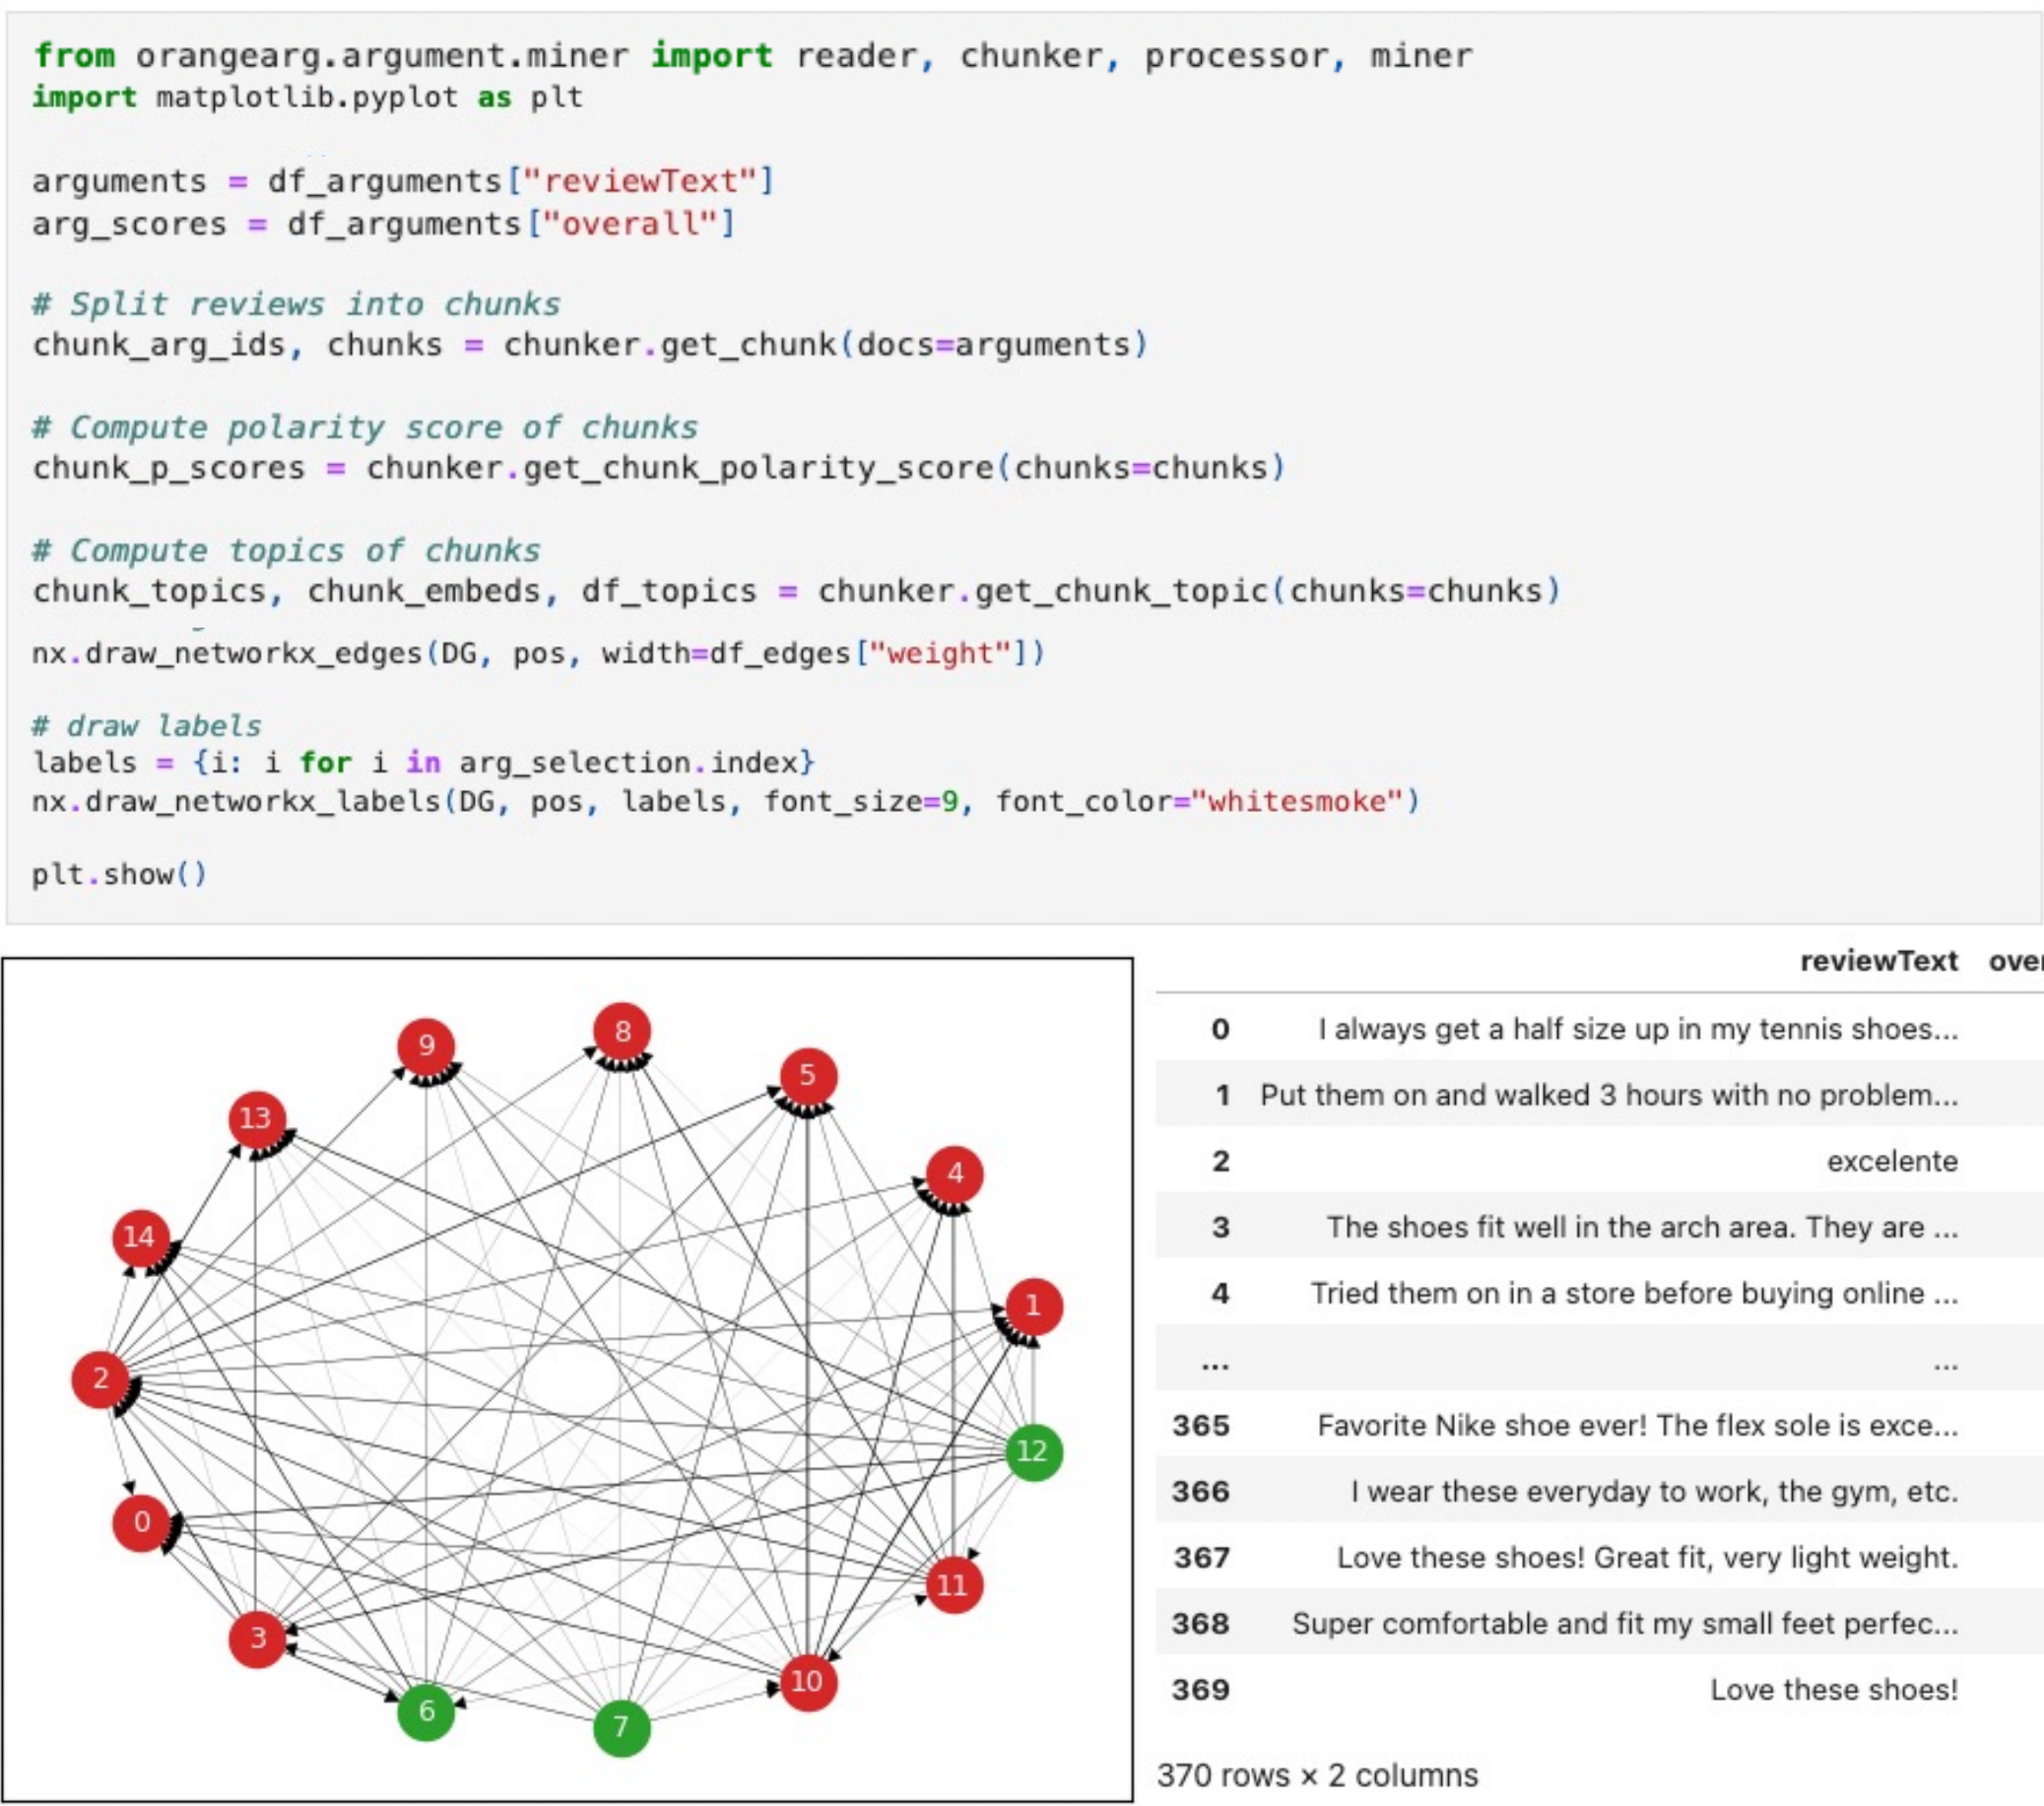 from orangearg.argument.miner import reader, chunker, processor, miner
import matplotlib.pyplot as plt
arguments = df_arguments["reviewText"]
arg_scores = df_arguments["overall"]
# Split reviews into chunks
chunk_arg_ids, chunks = chunker.get_chunk(docs=arguments)
# Compute polarity score of chunks
chunk_p_scores = chunker.get_chunk_polarity_score(chunks=chunks)
# Compute topics of chunks
chunk_topics, chunk_embeds, df_topics = chunker.get_chunk_topic(chunks=chunks)
nx.draw_networkx_edges(DG, pos, width=df_edges["weight"])
# draw labels
labels = {i: i for i in arg_selection.index}
nx.draw_networkx_labels(DG, pos, labels, font_size=9, font_color="whitesmoke")
plt.show()
8
9
5
13
4
14
1
2
12
0
11
3
10
6
7
reviewText over
0 I always get a half size up in my tennis shoes...
1 Put them on and walked 3 hours with no problem...
2 excelente
3 The shoes fit well in the arch area. They are ...
4 Tried them on in a store before buying online ...
... ...
365 Favorite Nike shoe ever! The flex sole is exce...
366 I wear these everyday to work, the gym, etc.
367 Love these shoes! Great fit, very light weight.
368 Super comfortable and fit my small feet perfec...
369 Love these shoes!
370 rows × 2 columns